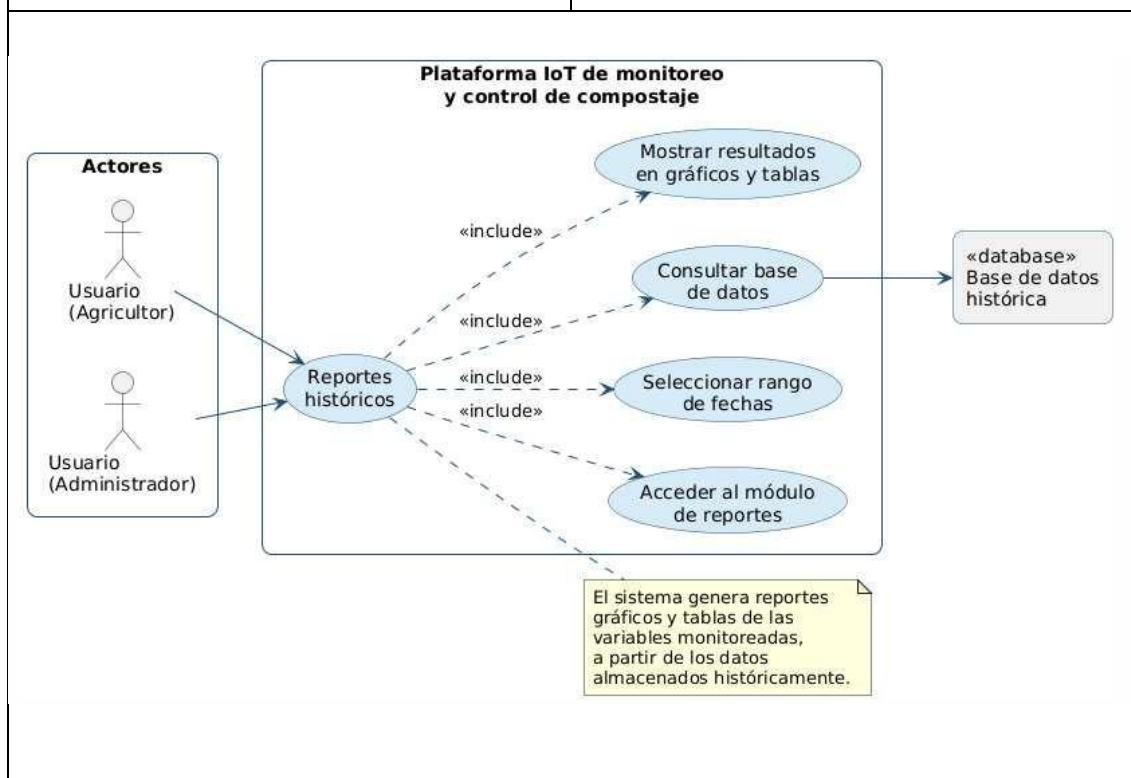 Plataforma IoT de monitoreo
y control de compostaje
Actores
Usuario
(Agricultor)
Usuario
(Administrador)
Reportes
históricos
«include»
«include»
«include»
«include»
Mostrar resultados
en gráficos y tablas
Consultar base
de datos
Seleccionar rango
de fechas
Acceder al módulo
de reportes
«database»
Base de datos
histórica
El sistema genera reportes
gráficos y tablas de las
variables monitoreadas,
a partir de los datos
almacenados históricamente.